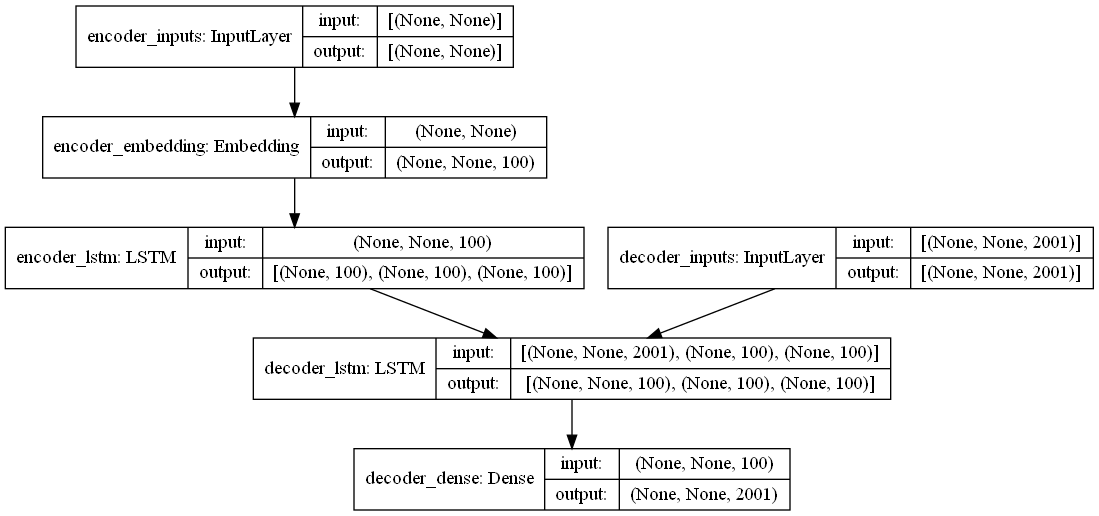 encoder_inputs: InputLayer
input:
[(None, None)]
output:
[(None, None)]
encoder_embedding: Embedding
input:
(None, None)
output:
(None, None, 100)
encoder_lstm: LSTM
input:
(None, None, 100)
output:
[(None, 100), (None, 100), (None, 100)]
decoder_inputs: InputLayer
input:
[(None, None, 2001)]
output:
[(None, None, 2001)]
decoder_lstm: LSTM
input:
[(None, None, 2001), (None, 100), (None, 100)]
output:
[(None, None, 100), (None, 100), (None, 100)]
decoder_dense: Dense
input:
(None, None, 100)
output:
(None, None, 2001)